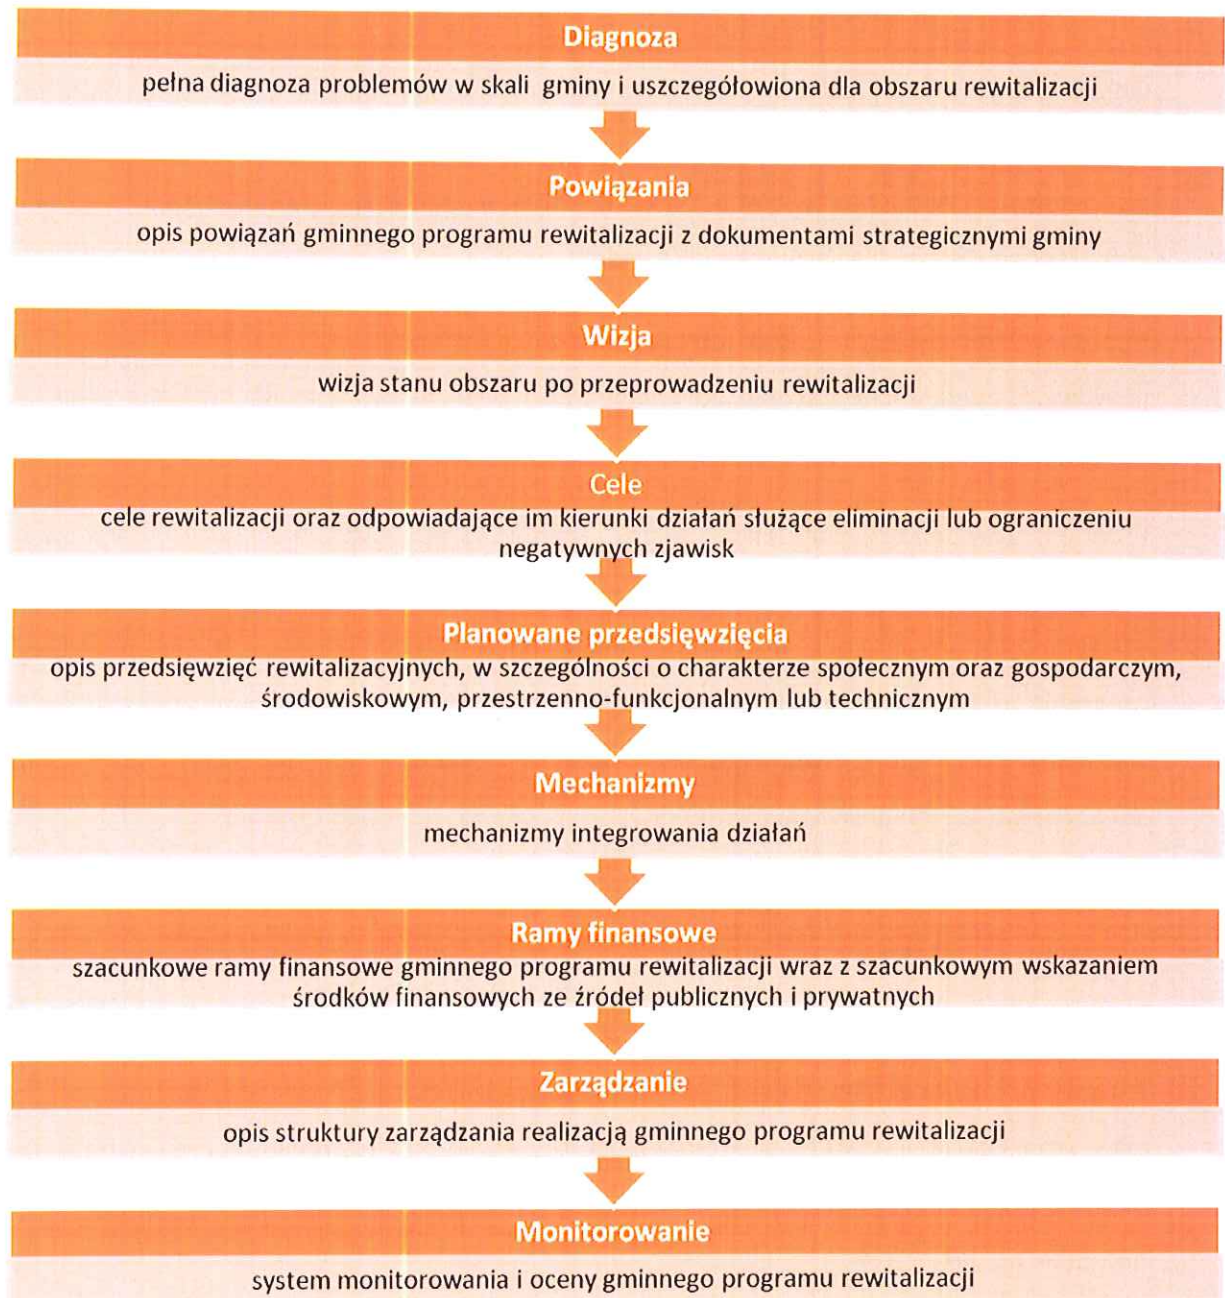 Diagnoza
pełna diagnoza problemów w skali gminy i uszczegółowiona dla obszaru rewitalizacji
Powiązania
opis powiązań gminnego programu rewitalizacji z dokumentami strategicznymi gminy
Wizja
wizja stanu obszaru po przeprowadzeniu rewitalizacji
Cele
cele rewitalizacji oraz odpowiadające im kierunki działań służące eliminacji lub ograniczeniu
negatywnych zjawisk
Planowane przedsięwzięcia
opis przedsięwzięć rewitalizacyjnych, w szczególności o charakterze społecznym oraz gospodarczym,
środowiskowym, przestrzenno-funkcjonalnym lub technicznym
Mechanizmy
mechanizmy integrowania działań
Ramy finansowe
szacunkowe ramy finansowe gminnego programu rewitalizacji wraz z szacunkowym wskazaniem
środków finansowych ze źródeł publicznych i prywatnych
Zarządzanie
opis struktury zarządzania realizacją gminnego programu rewitalizacji
Monitorowanie
system monitorowania i oceny gminnego programu rewitalizacji